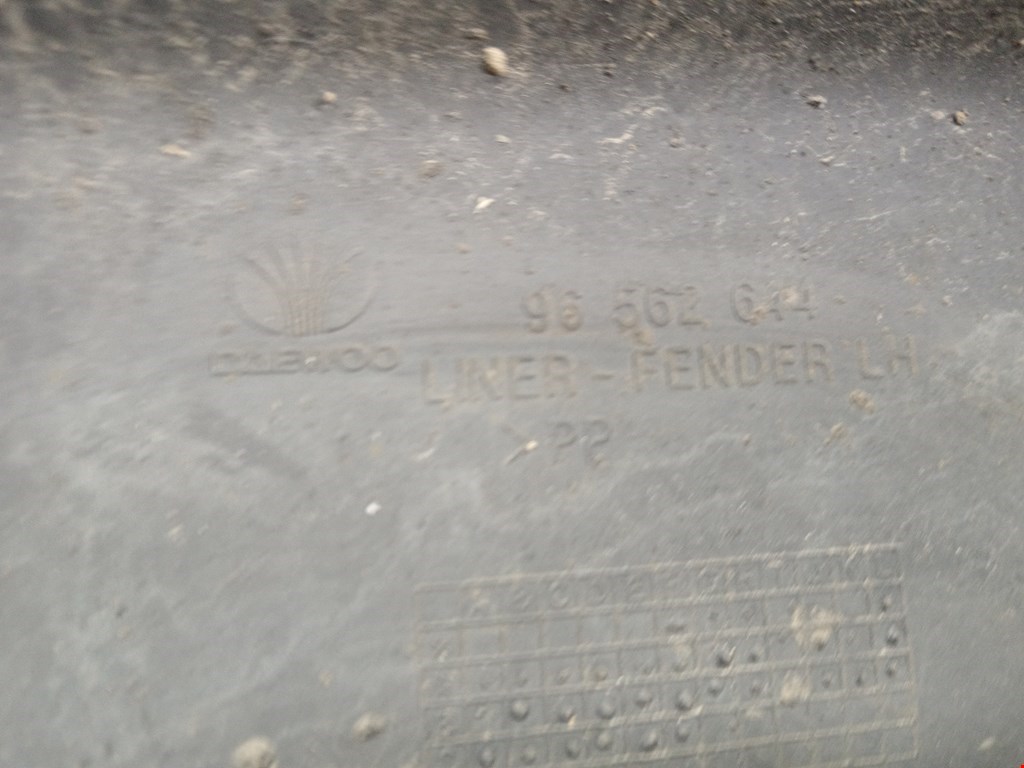 96 562 644
DAEWOO
LINER-FENDER LH
>PP
A B C D E F G H I J K L